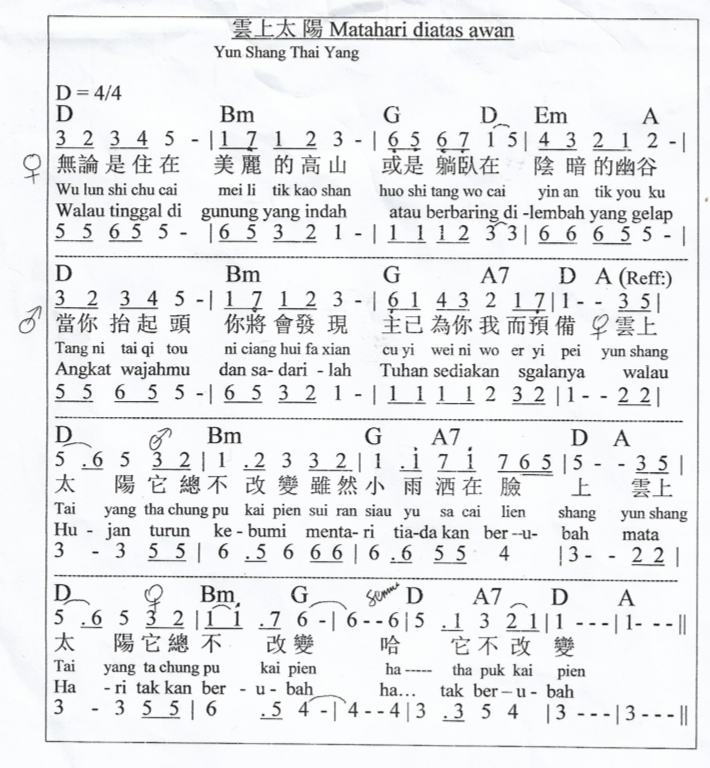 雲上太陽 Matahari diatas awan
Yun Shang Thai Yang
D = 4/4
D Bm G D Em A
3 2 3 4 5 - | 1 7 1 2 3 - | 6 5 6 7 1 5 | 4 3 2 1 2 - |
♀ 無論是住在 美麗的高山 或是躺臥在 陰暗的幽谷
Wu lun shi chu cai mei li tik kao shan huo shi tang wo cai yin an tik you ku
Walau tinggal di gunung yang indah atau berbaring di -lembah yang gelap
5 5 6 5 5 5 - | 6 5 3 2 1 - | 1 1 1 2 3 3 | 6 6 6 5 5 - |
D Bm G A7 D A (Reff:)
3 2 3 4 5 - | 1 7 1 2 3 - | 6 1 4 3 2 1 7 | 1 - - 3 5 |
♂ 當你抬起頭 你將會發現 主已為你我而預備 ♀ 雲上
Tang ni tai qi tou ni ciang hui fa xian cu yi wei ni wo er yi pei yun shang
Angkat wajahmu dan sa- dari - lah Tuhan sediakan sgalanya walau
5 5 6 5 5 - | 6 5 3 2 1 - | 1 1 1 1 2 3 2 | 1 - - 2 2 |
D ♂ Bm G A7 D A
5 .6 5 3 2 | 1 .2 3 3 2 | 1 .1 7 1 7 6 5 | 5 - - 3 5 |
太 陽它總不 改變雖然小雨洒在 臉 上 雲上
Tai yang tha chung pu kai pien sui ran siau yu sa cai lien shang yun shang
Hu - jan turun ke - bumi menta- ri tia-da kan ber --u- bah mata
3 - 3 5 5 | 6 .5 6 6 6 | 6 .6 5 5 4 | 3 - - 2 2 |
D ♀ Bm G Semua D A7 D A
5 .6 5 3 2 | 1 1 .7 6 - | 6 - - 6 | 5 .1 3 2 1 | 1 - - - | 1 - - - ||
太 陽它總不 改變 哈 它不改 變
Tai yang ta chung pu kai pien ha ----- tha puk kai pien
Ha - ri tak kan ber - u - bah ha... tak ber – u - bah
3 - 3 5 5 | 6 .5 4 - | 4 - - 4 | 3 .3 5 4 | 3 - - - | 3 - - - ||